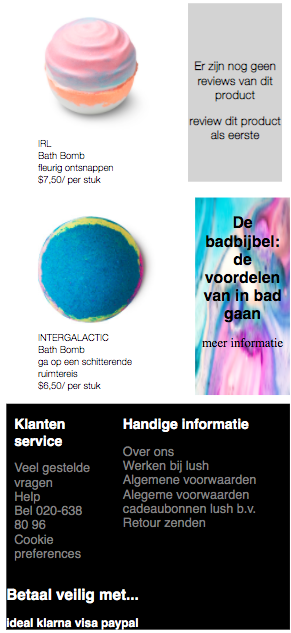 Er zijn nog geen
reviews van dit
product
review dit product
als eerste
IRL
Bath Bomb
fleurig ontsnappen
$7,50/ per stuk
De
badbijbel:
de
voordelen
van in bad
gaan
meer informatie
INTERGALACTIC
Bath Bomb
ga op een schitterende
ruimtereis
$6,50/ per stuk
Klanten
service
Veel gestelde
vragen
Help
Bel 020-638
80 96
Cookie
preferences
Handige informatie
Over ons
Werken bij lush
Algemene voorwaarden
Alegeme voorwaarden
cadeaubonnen lush b.v.
Retour zenden
Betaal veilig met...
ideal klarna visa paypal